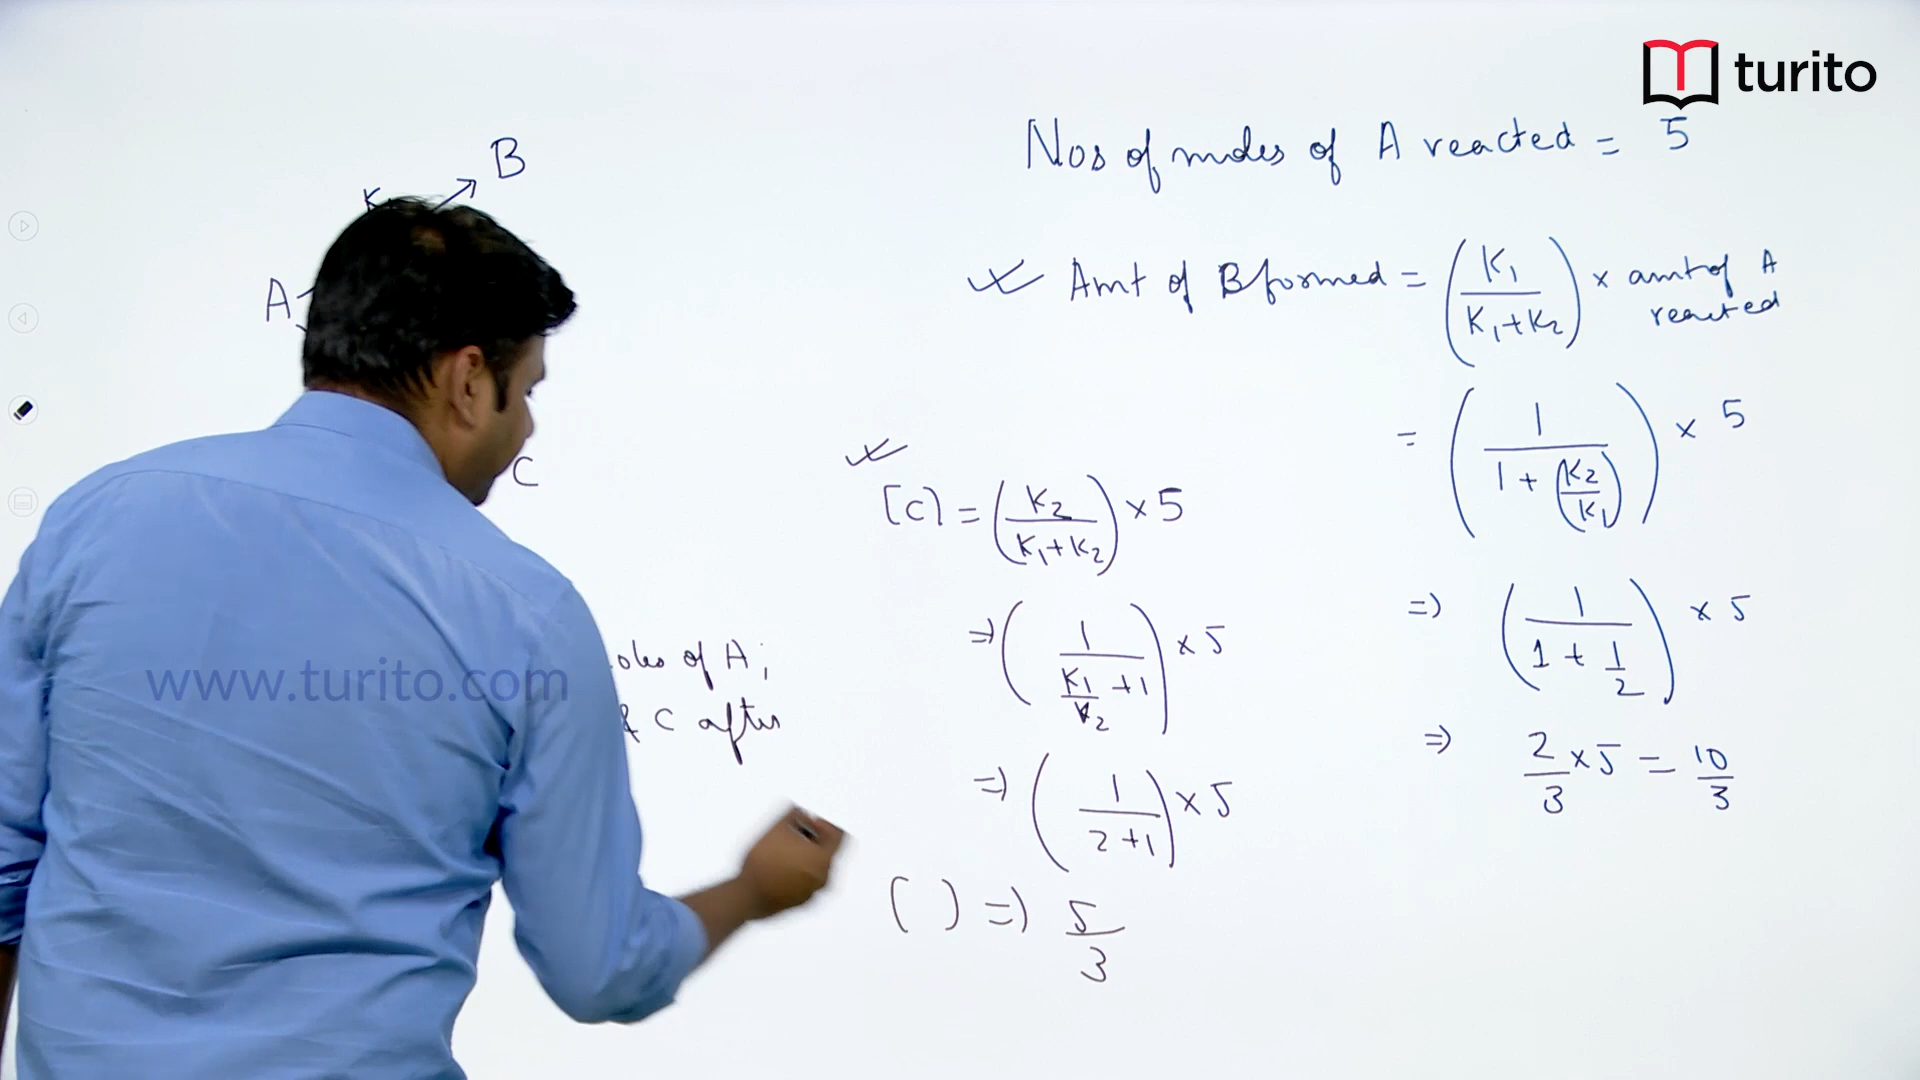 turito
Nos of moles of A reacted = 5
B
K
A
C
Amt of B formed = (K₁/(K₁+K₂)) × amt of A reacted
= (1/(1+(K₂/K₁))) × 5
=) (1/(1+1/2)) × 5
=) 2/3 × 5 = 10/3
[C] = (K₂/(K₁+K₂)) × 5
=) (1/(K₁/K₂ + 1)) × 5
=) (1/(2+1)) × 5
( ) =) 5/3
oles of A;
& C after
www.turito.com